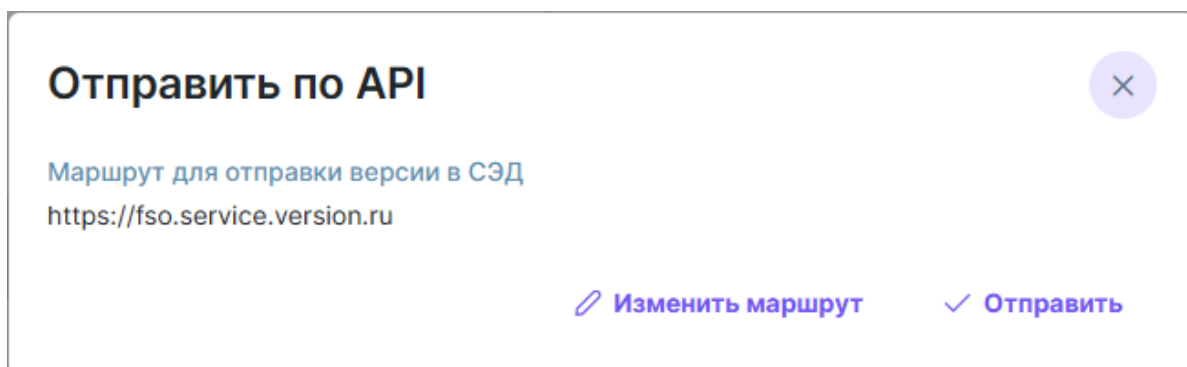 Отправить по API
Маршрут для отправки версии в СЭД
https://fso.service.version.ru
Изменить маршрут
Отправить